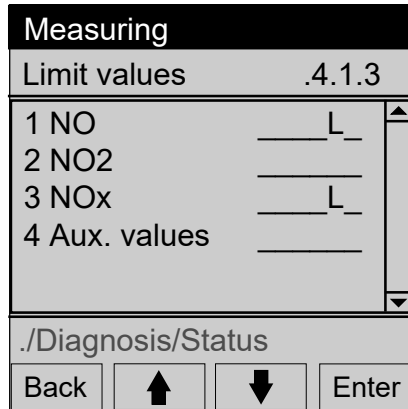 Measuring
Limit values .4.1.3
1 NO ____L_
2 NO2 ______
3 NOx ____L_
4 Aux. values ______
./Diagnosis/Status
Back Enter